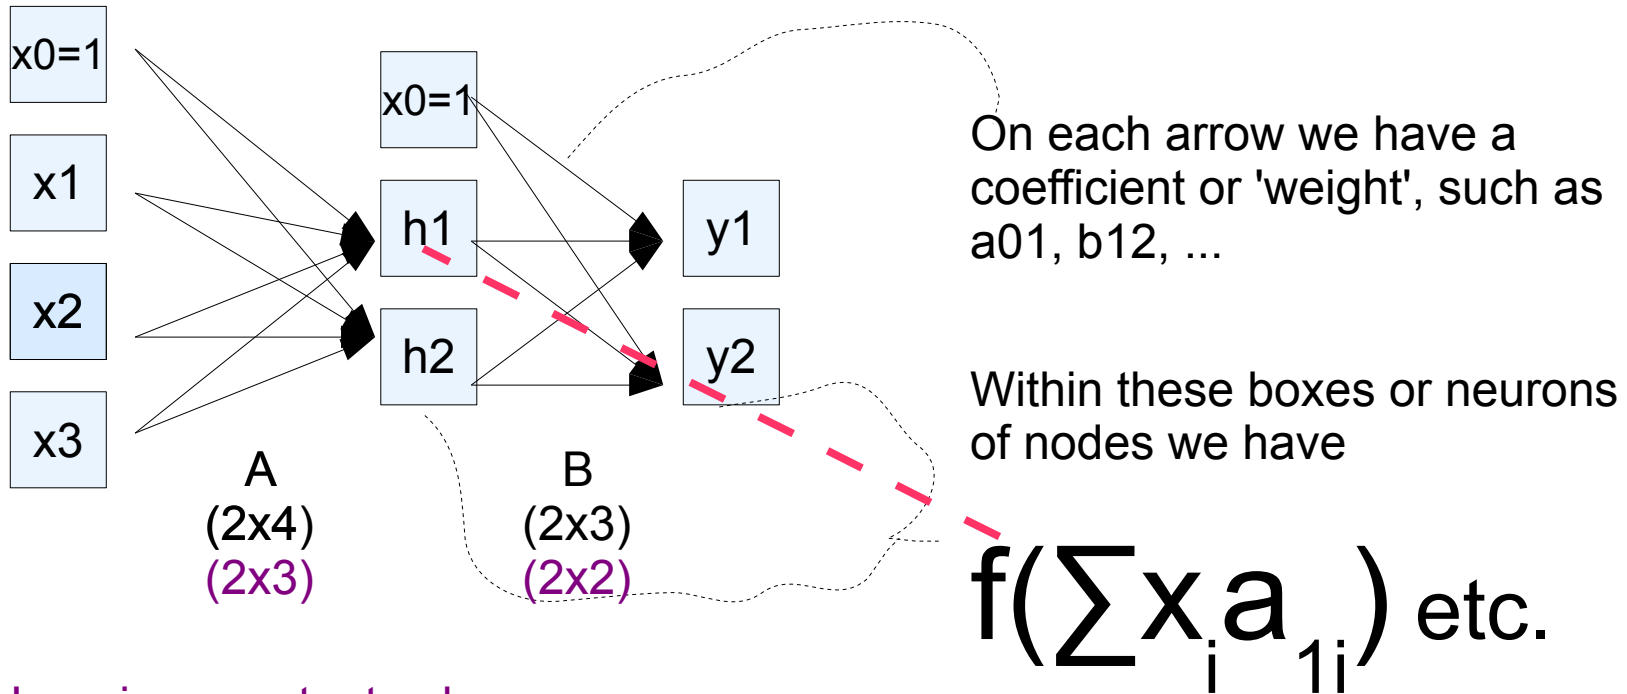 x0=1
x1
x2
x3
x0=1
h1
h2
y1
y2
A
(2x4)
(2x3)
B
(2x3)
(2x2)
On each arrow we have a
coefficient or 'weight', such as
a01, b12, ...
Within these boxes or neurons
of nodes we have
f(∑xᵢa₁ᵢ) etc.